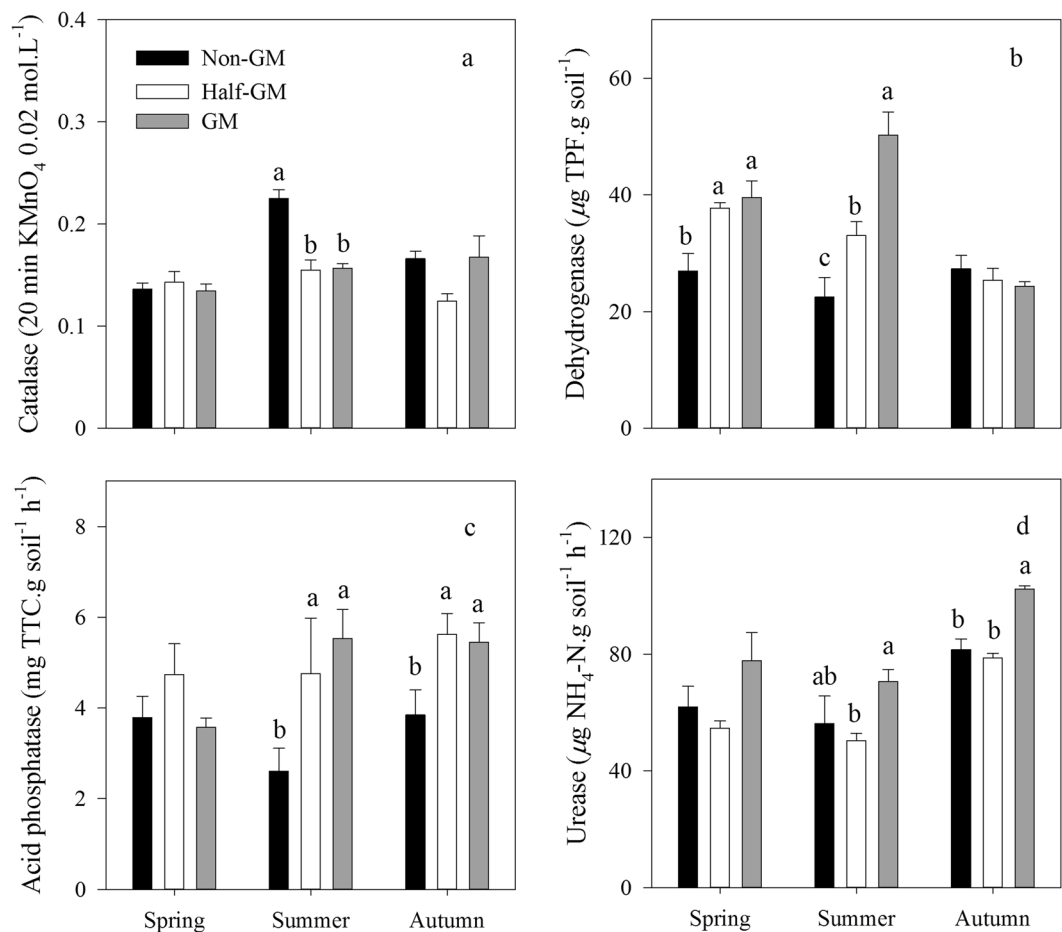 Catalase (20 min KMnO₄ 0.02 mol.L⁻¹)
0.4
0.3
0.2
0.1
0
Non-GM
Half-GM
GM
a
a
b
b
Dehydrogenase (µg TPF.g soil⁻¹)
60
40
20
0
b
b
a
a
c
b
a
Acid phosphatase (mg TTC.g soil⁻¹ h⁻¹)
8
6
4
2
0
c
b
a
a
b
a
a
Spring
Summer
Autumn
Urease (µg NH₄-N.g soil⁻¹ h⁻¹)
120
80
40
0
d
ab
b
a
b
b
a
Spring
Summer
Autumn